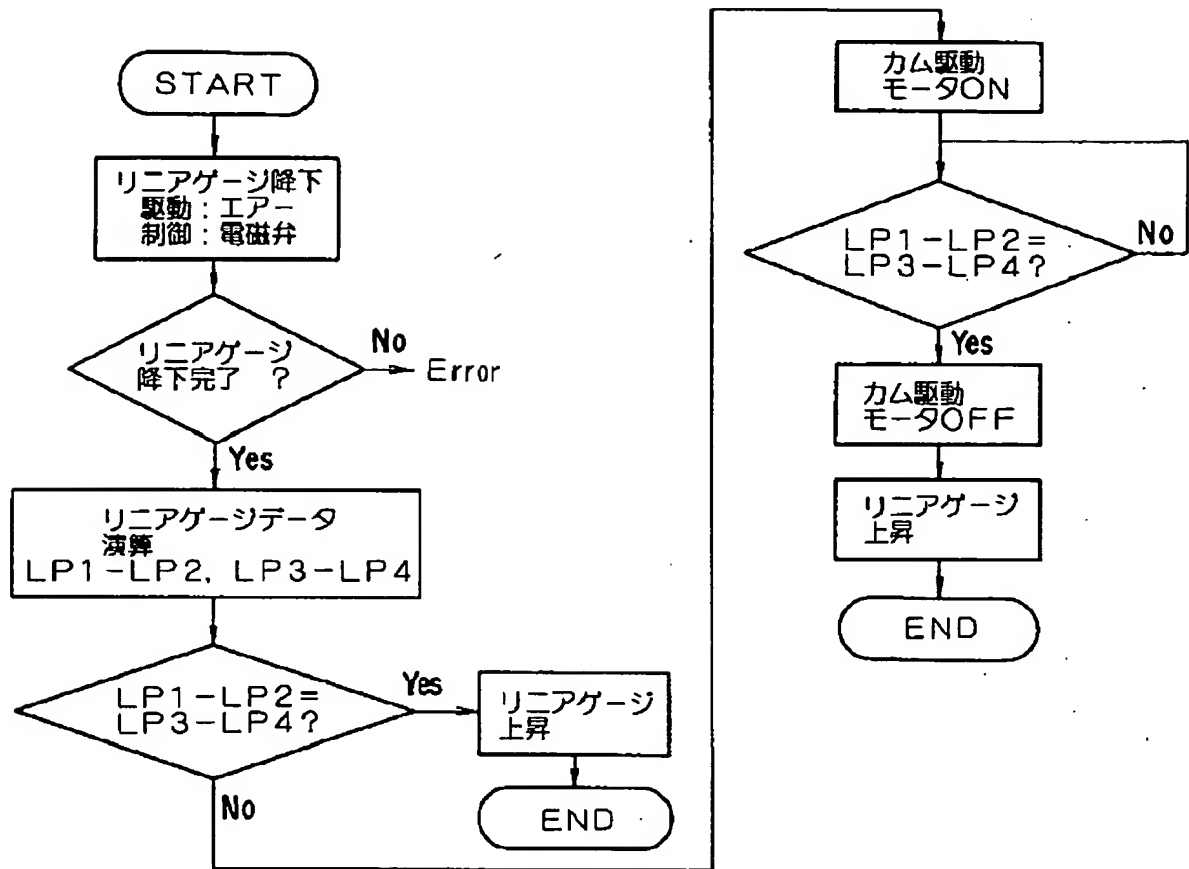 START
リニアゲージ降下
駆動：エアー
制御：電磁弁
リニアゲージ
降下完了 ?
No
Error
Yes
リニアゲージデータ
演算
LP1-LP2, LP3-LP4
LP1-LP2=
LP3-LP4?
Yes
リニアゲージ
上昇
END
No
カム駆動
モータON
LP1-LP2=
LP3-LP4?
No
Yes
カム駆動
モータOFF
リニアゲージ
上昇
END